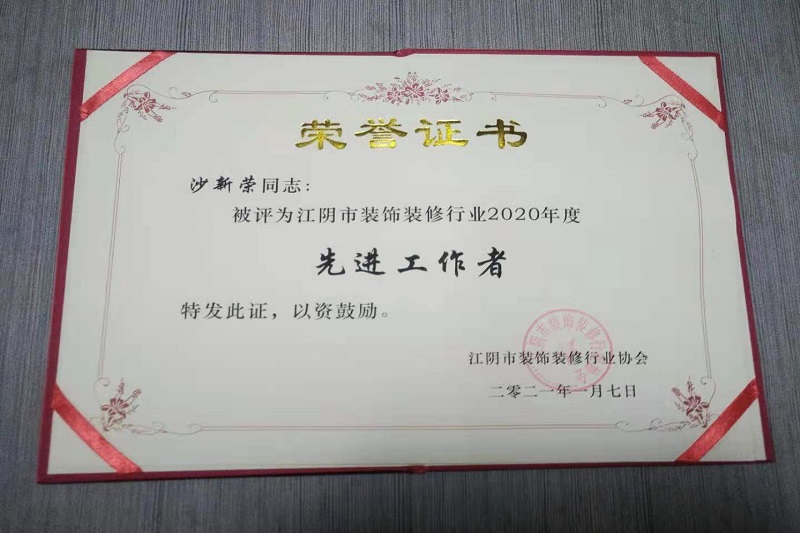 荣誉证书
沙新荣同志：
被评为江阴市装饰装修行业2020年度
先进工作者
特发此证，以资鼓励。
江阴市装饰装修行业协会
二零二一年一月七日